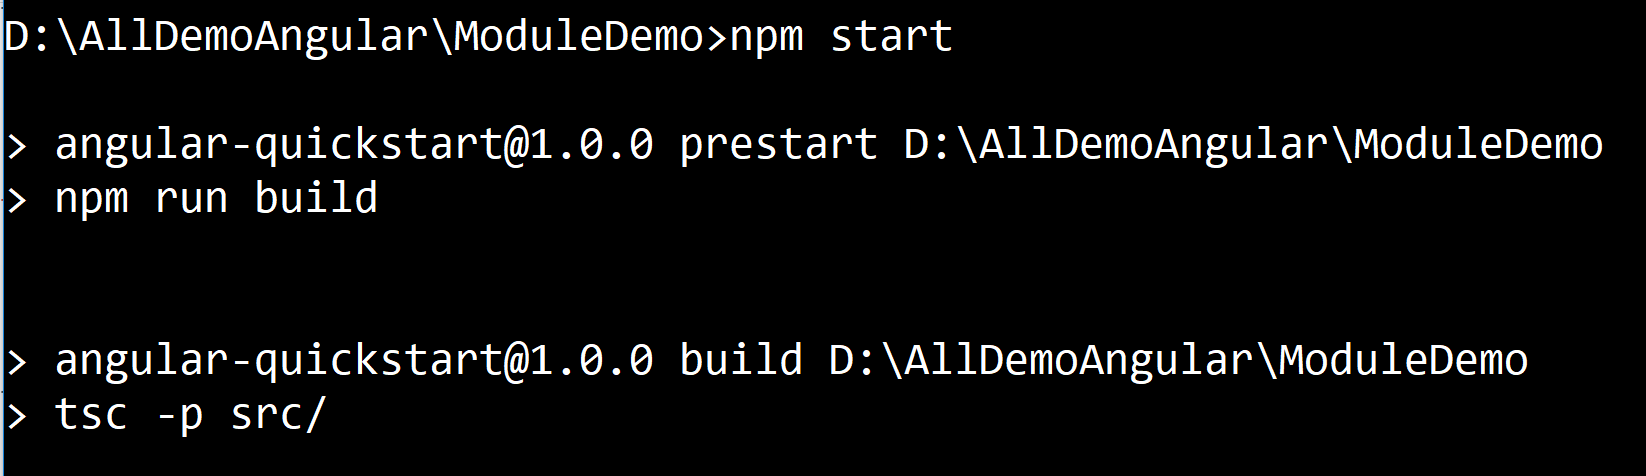 D:\AllDemoAngular\ModuleDemo>npm start
> angular-quickstart@1.0.0 prestart D:\AllDemoAngular\ModuleDemo
> npm run build
> angular-quickstart@1.0.0 build D:\AllDemoAngular\ModuleDemo
> tsc -p src/